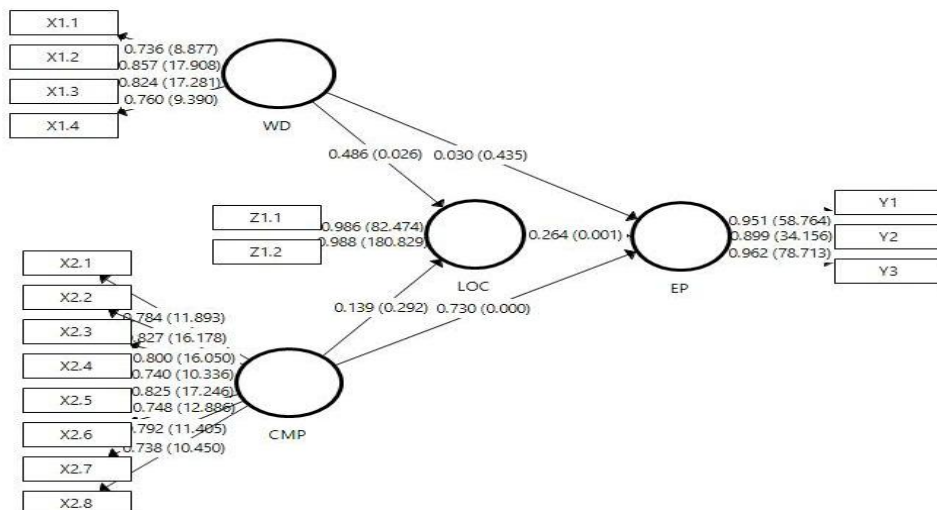 X1.1
X1.2
X1.3
X1.4
0.736 (8.877)
0.857 (17.908)
0.824 (17.281)
0.760 (9.390)
WD
0.486 (0.026)
0.030 (0.435)
Z1.1
Z1.2
0.986 (82.474)
0.988 (180.829)
LOC
0.264 (0.001)
EP
0.951 (58.764)
0.899 (34.156)
0.962 (78.713)
Y1
Y2
Y3
0.139 (0.292)
0.730 (0.000)
X2.1
X2.2
X2.3
X2.4
X2.5
X2.6
X2.7
X2.8
0.784 (11.893)
0.827 (16.178)
0.800 (16.050)
0.740 (10.336)
0.825 (17.246)
0.748 (12.886)
0.792 (11.405)
0.738 (10.450)
CMP